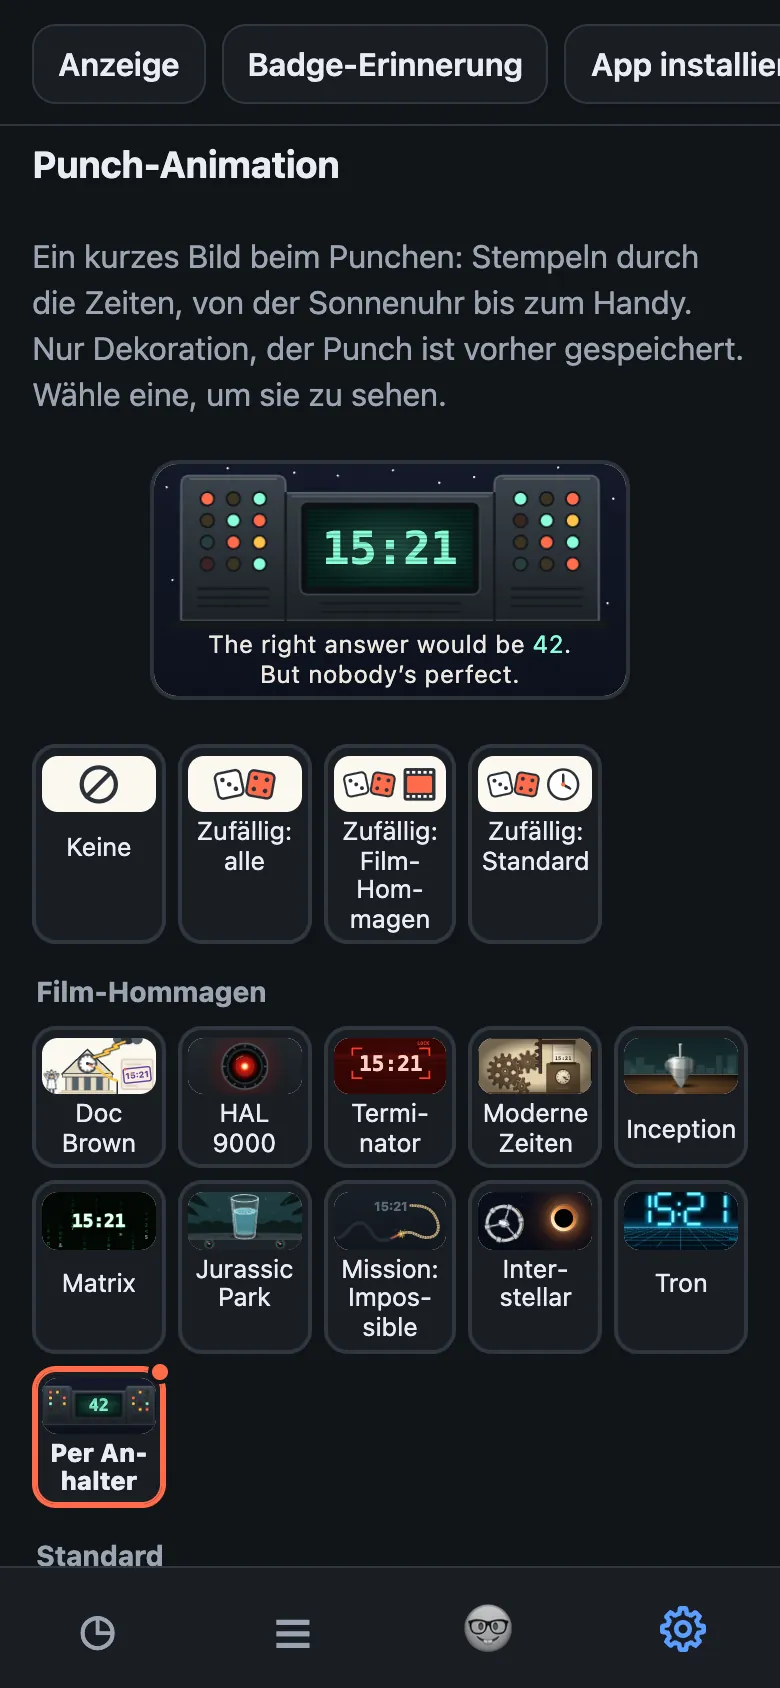 Anzeige
Badge-Erinnerung
App installier
Punch-Animation
Ein kurzes Bild beim Punchen: Stempeln durch
die Zeiten, von der Sonnenuhr bis zum Handy.
Nur Dekoration, der Punch ist vorher gespeichert.
Wähle eine, um sie zu sehen.
15:21
The right answer would be 42.
But nobody’s perfect.
Keine
Zufällig:
alle
Zufällig:
Film-
Hom-
magen
Zufällig:
Standard
Film-Hommagen
15:21
Doc
Brown
HAL
9000
LOCK
15:21
Termi-
nator
15:21
Moderne
Zeiten
Inception
15:21
Matrix
Jurassic
Park
15:21
Mission:
Impos-
sible
Inter-
stellar
15:21
Tron
42
Per An-
halter
Standard